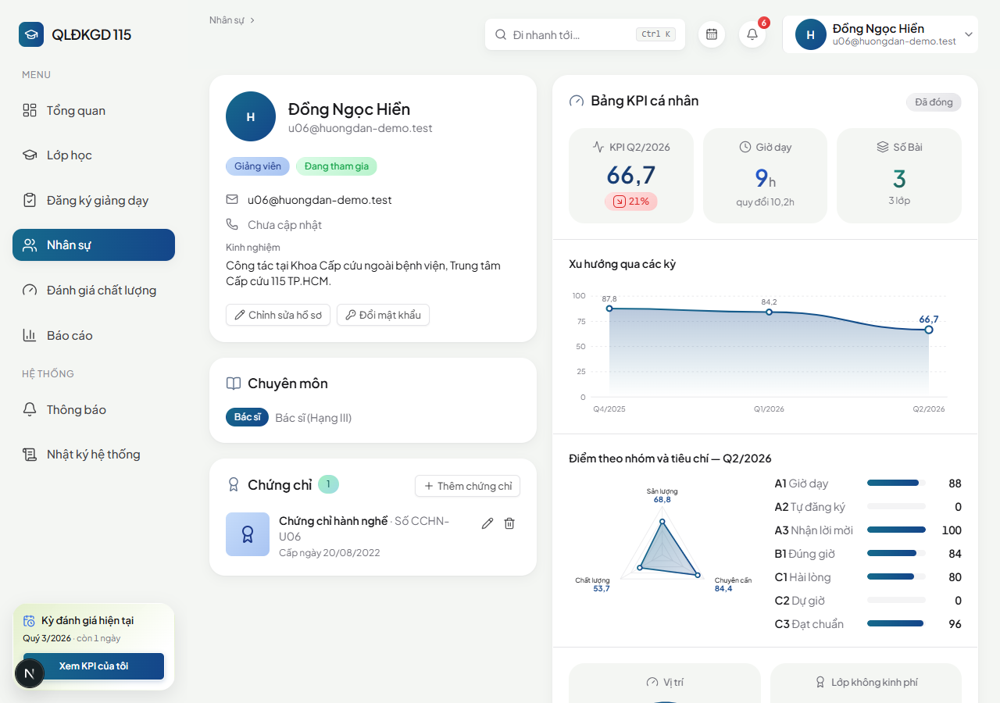 QLĐKGD 115
MENU
Tổng quan
Lớp học
Đăng ký giảng dạy
Nhân sự
Đánh giá chất lượng
Báo cáo
HỆ THỐNG
Thông báo
Nhật ký hệ thống
Kỳ đánh giá hiện tại
Quý 3/2026 · còn 1 ngày
Xem KPI của tôi
N
Nhân sự
Đi nhanh tới...
Ctrl K
6
H
Đồng Ngọc Hiền
u06@huongdan-demo.test
H
Đồng Ngọc Hiền
u06@huongdan-demo.test
Giảng viên
Đang tham gia
u06@huongdan-demo.test
Chưa cập nhật
Kinh nghiệm
Công tác tại Khoa Cấp cứu ngoài bệnh viện, Trung tâm
Cấp cứu 115 TP.HCM.
Chỉnh sửa hồ sơ
Đổi mật khẩu
Chuyên môn
Bác sĩ
Bác sĩ (Hạng III)
Chứng chỉ
1
Thêm chứng chỉ
Chứng chỉ hành nghề · Số CCHN-
U06
Cấp ngày 20/08/2022
Bảng KPI cá nhân
Đã đóng
KPI Q2/2026
66,7
21%
Giờ dạy
9h
quy đổi 10,2h
Số Bài
3
3 lớp
Xu hướng qua các kỳ
100
75
50
25
0
87,8
84,2
66,7
Q4/2025
Q1/2026
Q2/2026
Điểm theo nhóm và tiêu chí — Q2/2026
Sản lượng
68,8
Chất lượng
53,7
Chuyên cần
84,4
A1 Giờ dạy 88
A2 Tự đăng ký 0
A3 Nhận lời mời 100
B1 Đúng giờ 84
C1 Hài lòng 80
C2 Dự giờ 0
C3 Đạt chuẩn 96
Vị trí
Lớp không kinh phí